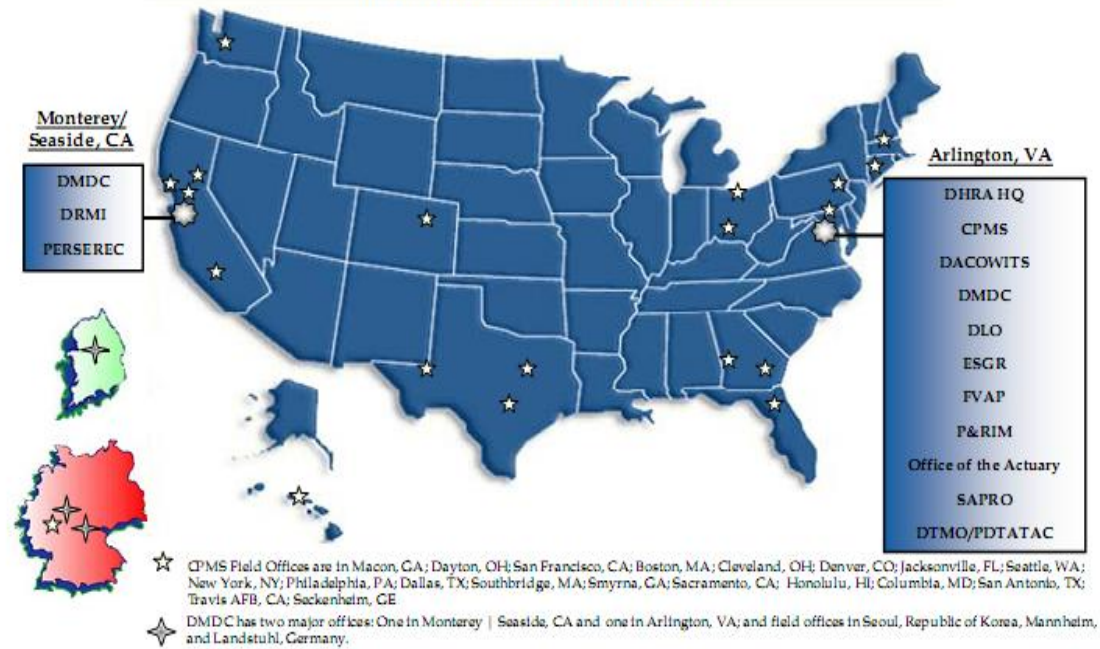 Monterey/
Seaside, CA
DMDC
DRMI
PERSEREC
Arlington, VA
DHRA HQ
CPMS
DACOWITS
DMDC
DLO
ESGR
FVAP
P&RIM
Office of the Actuary
SAPRO
DTMO/PDTATAC
CPMS Field Offices are in Macon, GA; Dayton, OH; San Francisco, CA; Boston, MA; Cleveland, OH; Denver, CO; Jacksonville, FL; Seattle, WA;
New York, NY; Philadelphia, PA; Dallas, TX; Southbridge, MA; Smyrna, GA; Sacramento, CA; Honolulu, HI; Columbia, MD; San Antonio, TX;
Travis AFB, CA; Seckenheim, GE
DMDC has two major offices: One in Monterey | Seaside, CA and one in Arlington, VA; and field offices in Seoul, Republic of Korea, Mannheim,
and Landstuhl, Germany.